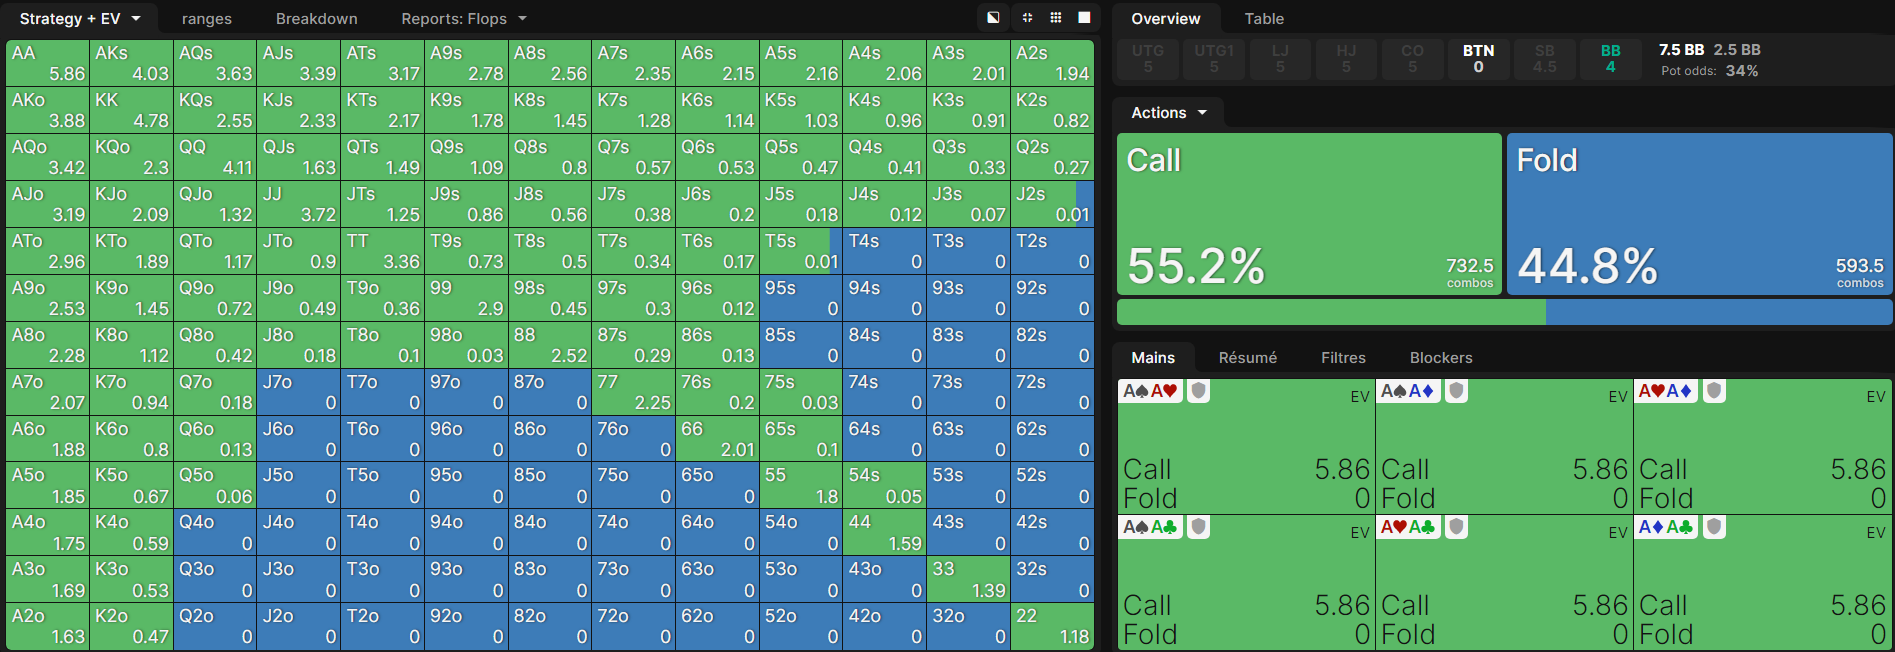 Strategy + EV ranges Breakdown Reports: Flops
AA AKs AQs AJs ATs A9s A8s A7s A6s A5s A4s A3s A2s
5.86 4.03 3.63 3.39 3.17 2.78 2.56 2.35 2.15 2.16 2.06 2.01 1.94
AKo KK KQs KJs KTs K9s K8s K7s K6s K5s K4s K3s K2s
3.88 4.78 2.55 2.33 2.17 1.78 1.45 1.28 1.14 1.03 0.96 0.91 0.82
AQo KQo QQ QJs QTs Q9s Q8s Q7s Q6s Q5s Q4s Q3s Q2s
3.42 2.3 4.11 1.63 1.49 1.09 0.8 0.57 0.53 0.47 0.41 0.33 0.27
AJo KJo QJo JJ JTs J9s J8s J7s J6s J5s J4s J3s J2s
3.19 2.09 1.32 3.72 1.25 0.86 0.56 0.38 0.2 0.18 0.12 0.07 0.01
ATo KTo QTo JTo TT T9s T8s T7s T6s T5s T4s T3s T2s
2.96 1.89 1.17 0.9 3.36 0.73 0.5 0.34 0.17 0.01 0 0 0
A9o K9o Q9o J9o T9o 99 98s 97s 96s 95s 94s 93s 92s
2.53 1.45 0.72 0.49 0.36 2.9 0.45 0.3 0.12 0 0 0 0
A8o K8o Q8o J8o T8o 98o 88 87s 86s 85s 84s 83s 82s
2.28 1.12 0.42 0.18 0.1 0.03 2.52 0.29 0.13 0 0 0 0
A7o K7o Q7o J7o T7o 97o 87o 77 76s 75s 74s 73s 72s
2.07 0.94 0.18 0 0 0 0 2.25 0.2 0.03 0 0 0
A6o K6o Q6o J6o T6o 96o 86o 76o 66 65s 64s 63s 62s
1.88 0.8 0.13 0 0 0 0 0 2.01 0.1 0 0 0
A5o K5o Q5o J5o T5o 95o 85o 75o 65o 55 54s 53s 52s
1.85 0.67 0.06 0 0 0 0 0 0 1.8 0.05 0 0
A4o K4o Q4o J4o T4o 94o 84o 74o 64o 54o 44 43s 42s
1.75 0.59 0 0 0 0 0 0 0 0 1.59 0 0
A3o K3o Q3o J3o T3o 93o 83o 73o 63o 53o 43o 33 32s
1.69 0.53 0 0 0 0 0 0 0 0 0 1.39 0
A2o K2o Q2o J2o T2o 92o 82o 72o 62o 52o 42o 32o 22
1.63 0.47 0 0 0 0 0 0 0 0 0 0 1.18
Overview Table
UTG UTG1 LJ HJ CO BTN SB BB 7.5 BB 2.5 BB
5 5 5 5 5 0 4.5 4 Pot odds: 34%
Actions
Call Fold
55.2% 732.5 combos 44.8% 593.5 combos
Mains Résumé Filtres Blockers
A♠A♥ EV A♠A♦ EV A♥A♦ EV
Call 5.86 Call 5.86 Call 5.86
Fold 0 Fold 0 Fold 0
A♠A♣ EV A♥A♣ EV A♦A♣ EV
Call 5.86 Call 5.86 Call 5.86
Fold 0 Fold 0 Fold 0